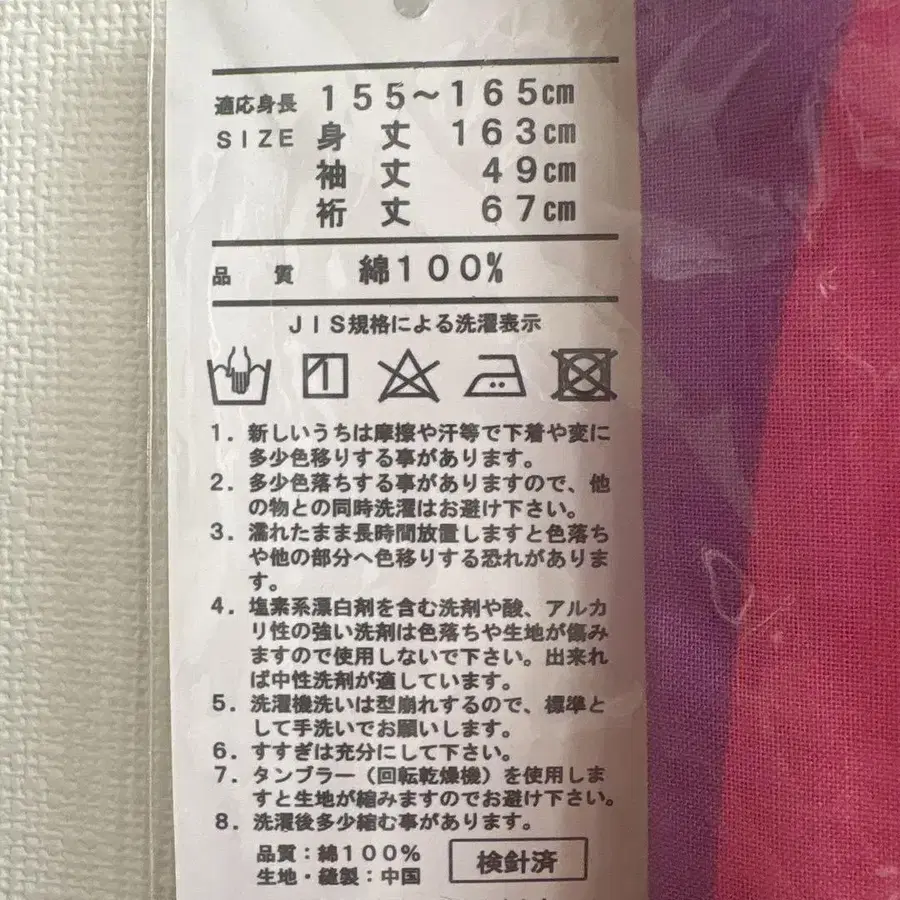 適応身長 155～165cm
SIZE 身丈 163cm
袖丈 49cm
裄丈 67cm
品質 綿100%
JIS規格による洗濯表示
1．新しいうちは摩擦や汗等で下着や変に
多少色移りする事があります。
2．多少色落ちする事がありますので、他
の物との同時洗濯はお避け下さい。
3．濡れたまま長時間放置しますと色落ち
や他の部分へ色移りする恐れがありま
す。
4．塩素系漂白剤を含む洗剤や酸、アルカ
リ性の強い洗剤は色落ちや生地が傷み
ますので使用しないで下さい。出来れ
ば中性洗剤が適しています。
5．洗濯機洗いは型崩れするので、標準と
して手洗いでお願いします。
6．すすぎは充分にして下さい。
7．タンブラー（回転乾燥機）を使用しま
すと生地が縮みますのでお避け下さい。
8．洗濯後多少縮む事があります。
品質：綿100%
生地・縫製：中国
検針済